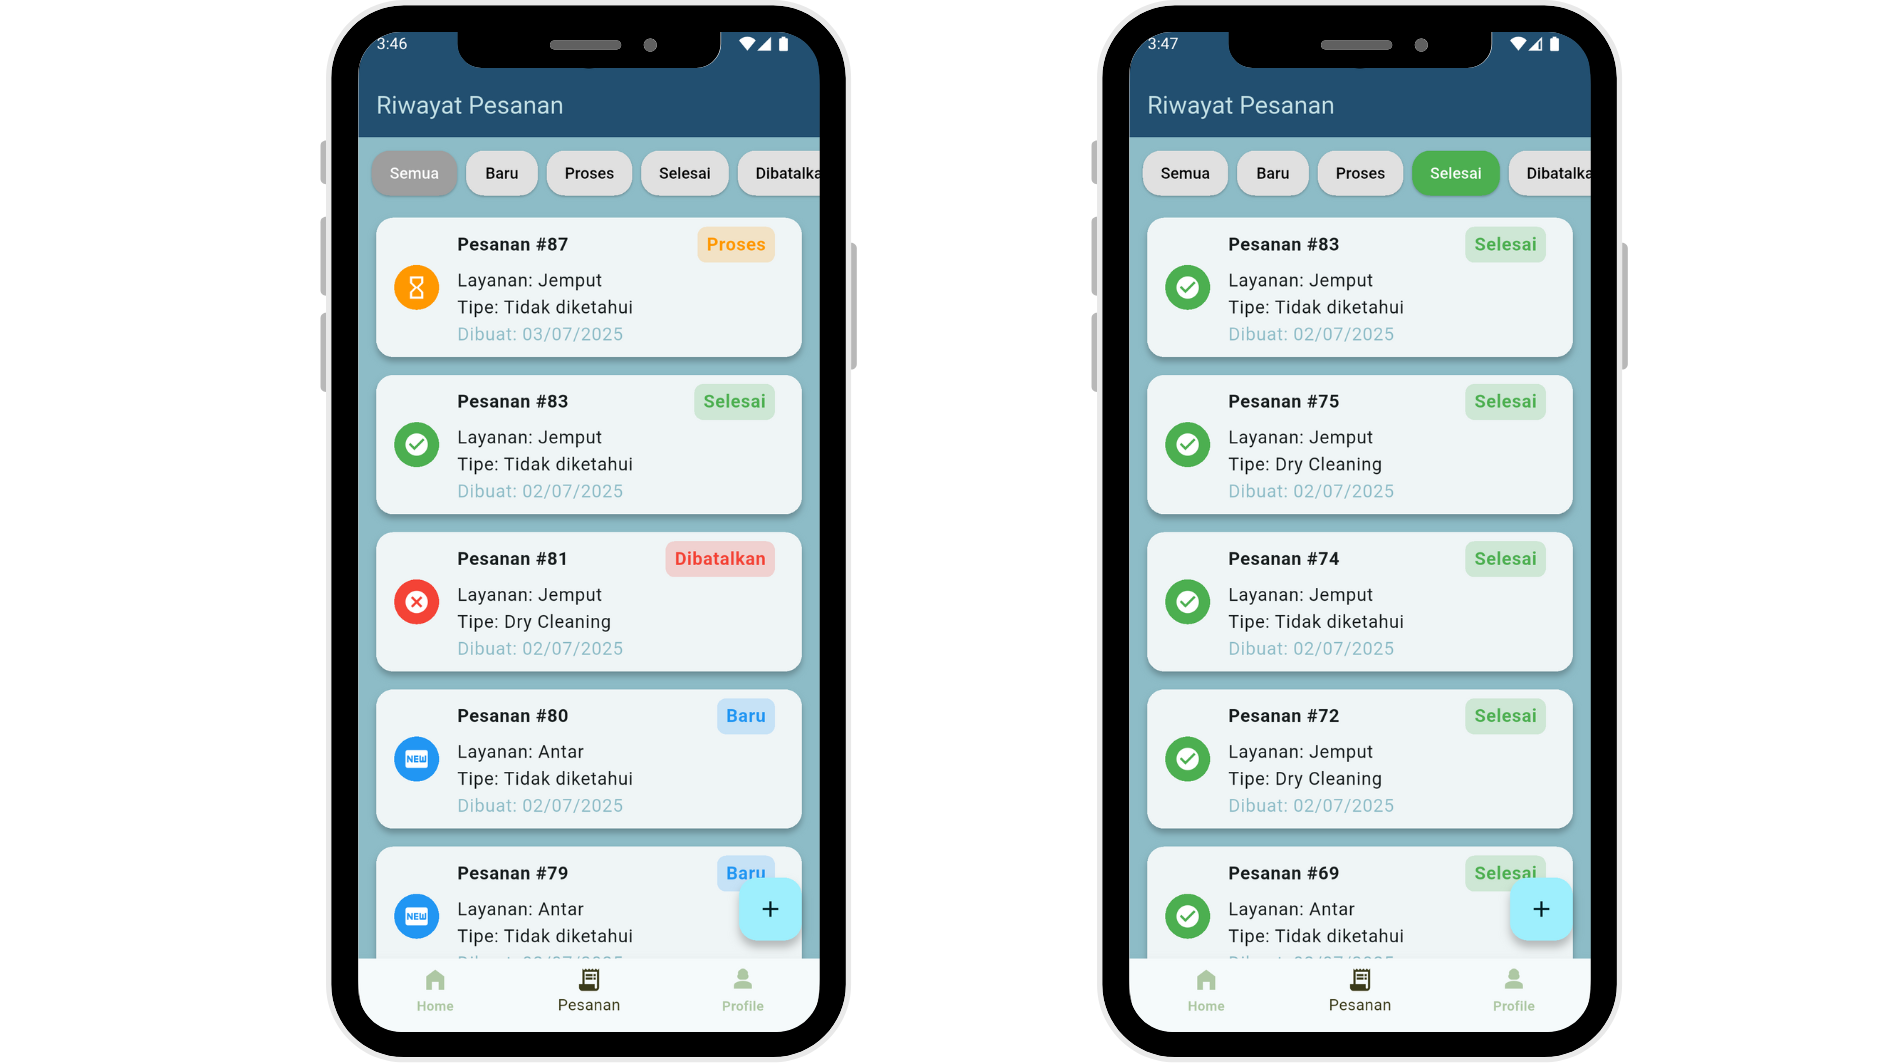 3:46
Riwayat Pesanan
Semua
Baru
Proses
Selesai
Dibatalka
Pesanan #87
Proses
Layanan: Jemput
Tipe: Tidak diketahui
Dibuat: 03/07/2025
Pesanan #83
Selesai
Layanan: Jemput
Tipe: Tidak diketahui
Dibuat: 02/07/2025
Pesanan #81
Dibatalkan
Layanan: Jemput
Tipe: Dry Cleaning
Dibuat: 02/07/2025
Pesanan #80
Baru
NEW
Layanan: Antar
Tipe: Tidak diketahui
Dibuat: 02/07/2025
Pesanan #79
Baru
NEW
Layanan: Antar
Tipe: Tidak diketahui
+
Home
Pesanan
Profile
3:47
Riwayat Pesanan
Semua
Baru
Proses
Selesai
Dibatalka
Pesanan #83
Selesai
Layanan: Jemput
Tipe: Tidak diketahui
Dibuat: 02/07/2025
Pesanan #75
Selesai
Layanan: Jemput
Tipe: Dry Cleaning
Dibuat: 02/07/2025
Pesanan #74
Selesai
Layanan: Jemput
Tipe: Tidak diketahui
Dibuat: 02/07/2025
Pesanan #72
Selesai
Layanan: Jemput
Tipe: Dry Cleaning
Dibuat: 02/07/2025
Pesanan #69
Selesai
Layanan: Antar
Tipe: Tidak diketahui
+
Home
Pesanan
Profile